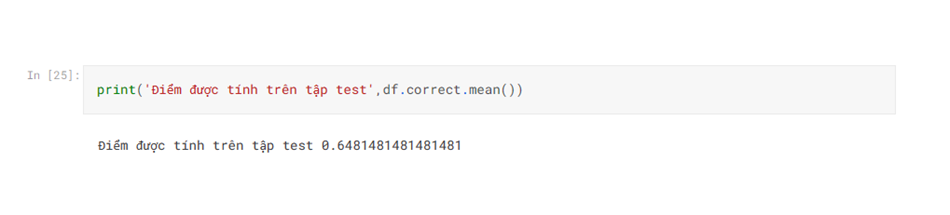 In [25]:
print('Điểm được tính trên tập test',df.correct.mean())
Điểm được tính trên tập test 0.6481481481481481